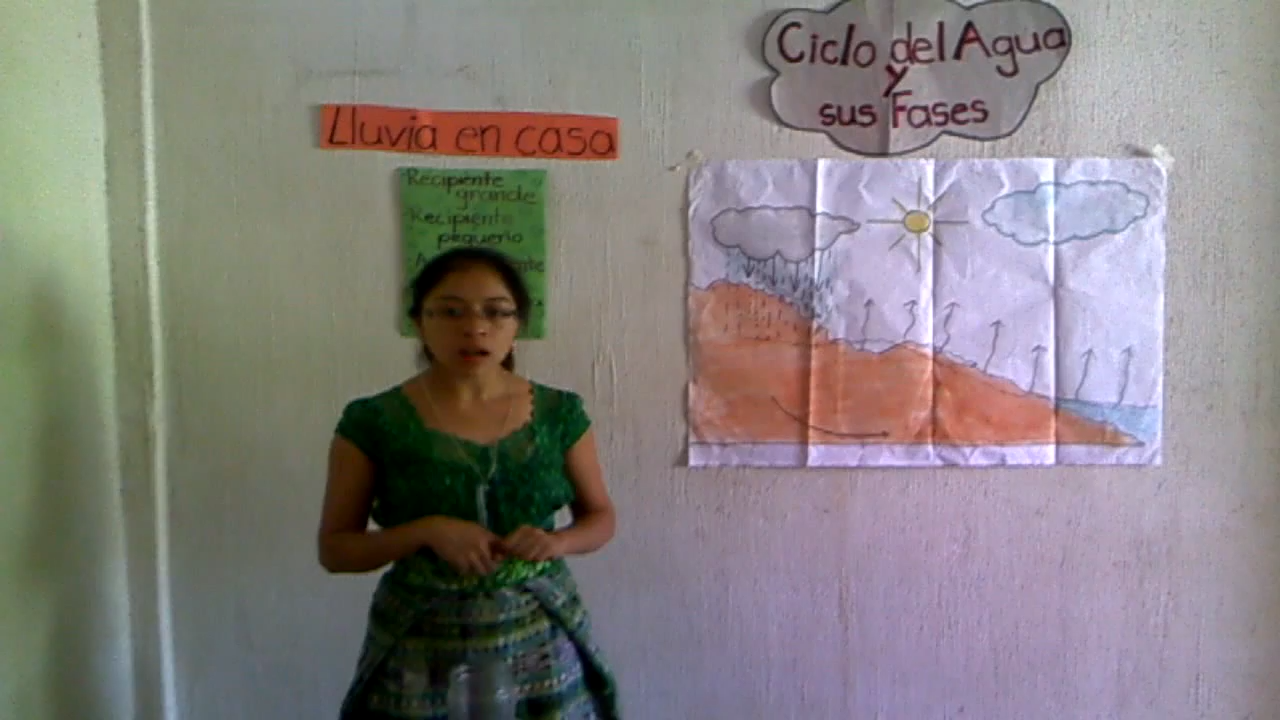 Ciclo del Agua
y
sus Fases
Lluvia en casa
Recipiente
grande
Recipiente
pequeño